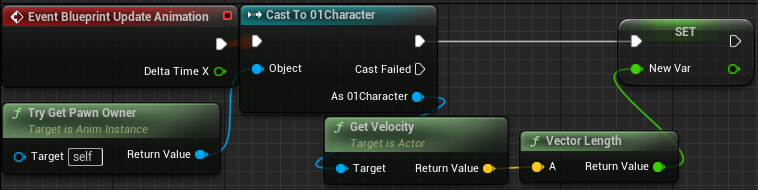 Event Blueprint Update Animation
Delta Time X
Cast To 01Character
Object
Cast Failed
As 01Character
SET
New Var
Try Get Pawn Owner
Target is Anim Instance
Target self
Return Value
Get Velocity
Target is Actor
Target
Return Value
Vector Length
A
Return Value